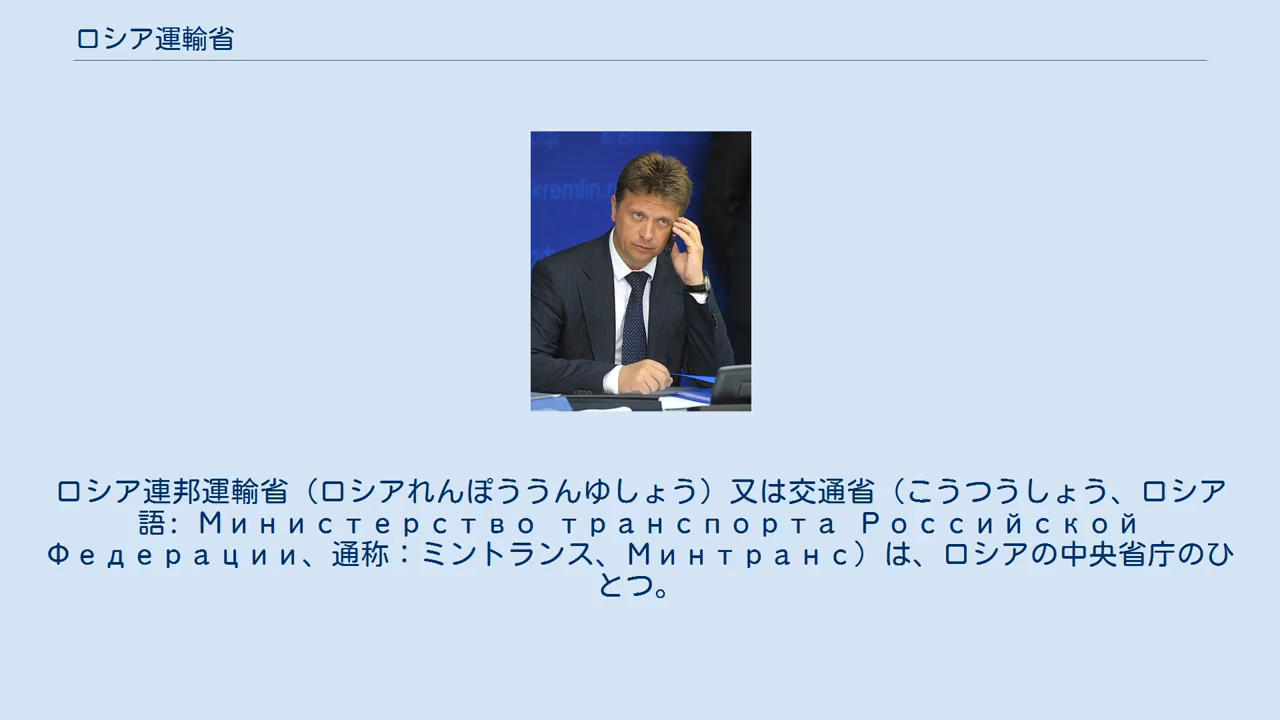 ロシア運輸省
kremlin.r
ロシア連邦運輸省（ロシアれんぽううんゆしょう）又は交通省（こうつうしょう、ロシア
語: Министерство транспорта Российской
Федерации、通称：ミントランス、Минтранс）は、ロシアの中央省庁のひ
とつ。